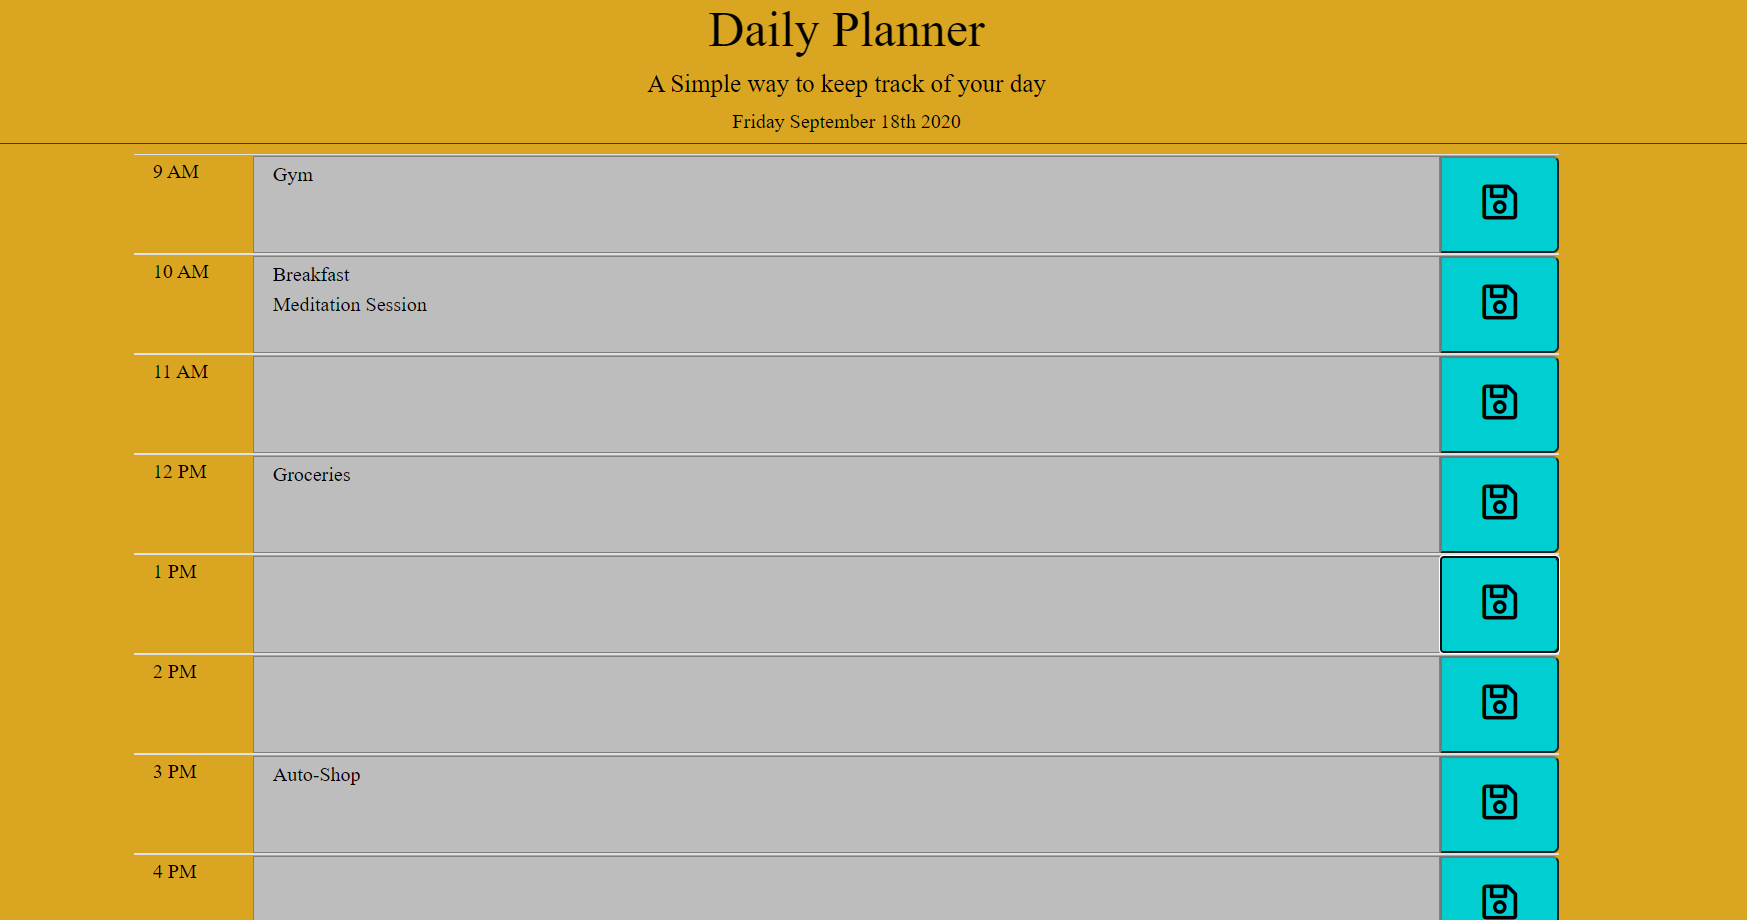 Daily Planner
A Simple way to keep track of your day
Friday September 18th 2020
9 AM
Gym
10 AM
Breakfast
Meditation Session
11 AM
12 PM
Groceries
1 PM
2 PM
3 PM
Auto-Shop
4 PM